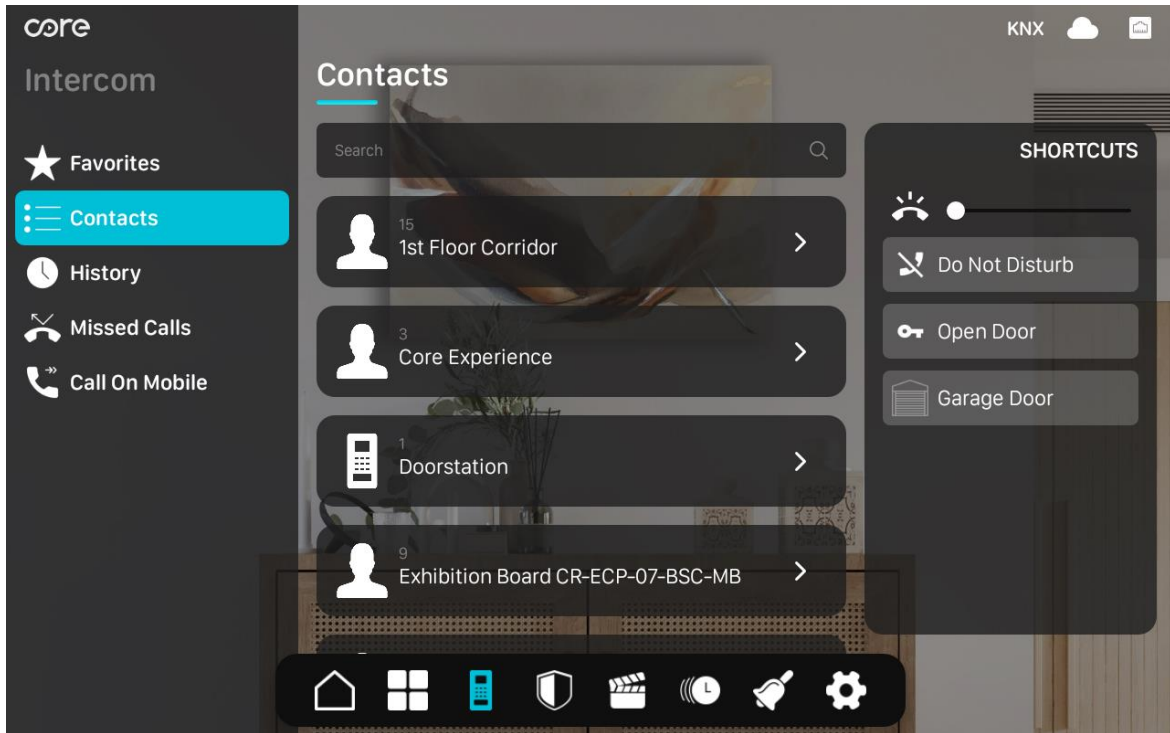 core
KNX
Intercom
Contacts
Favorites
Contacts
History
Missed Calls
Call On Mobile
Search
15
1st Floor Corridor
3
Core Experience
1
Doorstation
9
Exhibition Board CR-ECP-07-BSC-MB
SHORTCUTS
Do Not Disturb
Open Door
Garage Door